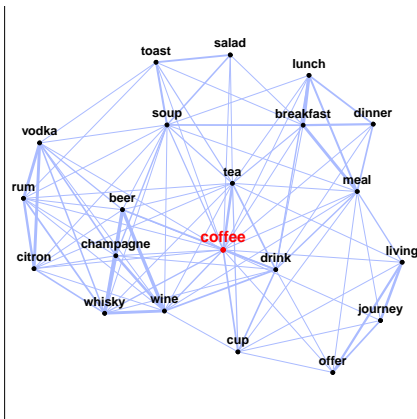 salad
toast
lunch
soup
breakfast
dinner
vodka
tea
meal
rum
beer
coffee
champagne
citron
drink
living
whisky
wine
journey
cup
offer